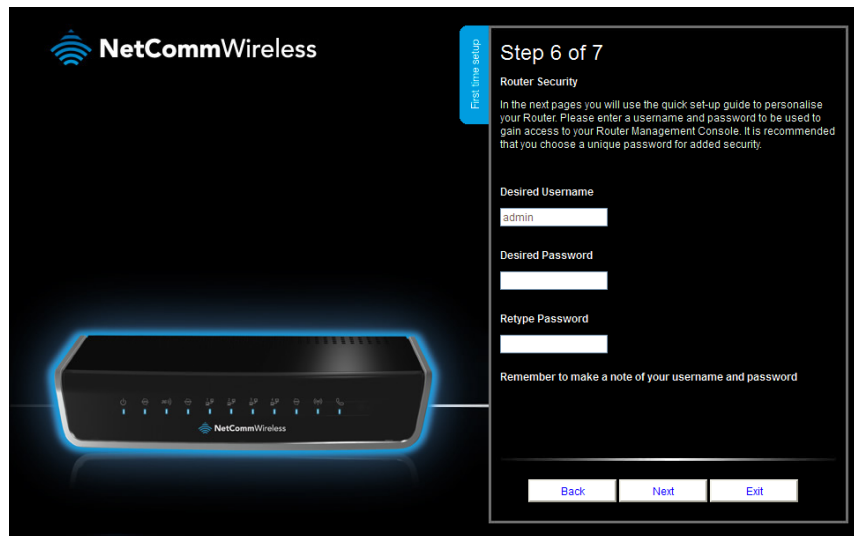 NetCommWireless
First time setup
Step 6 of 7
Router Security
In the next pages you will use the quick set-up guide to personalise
your Router. Please enter a username and password to be used to
gain access to your Router Management Console. It is recommended
that you choose a unique password for added security.
Desired Username
admin
Desired Password
Retype Password
Remember to make a note of your username and password
NetCommWireless
Back Next Exit